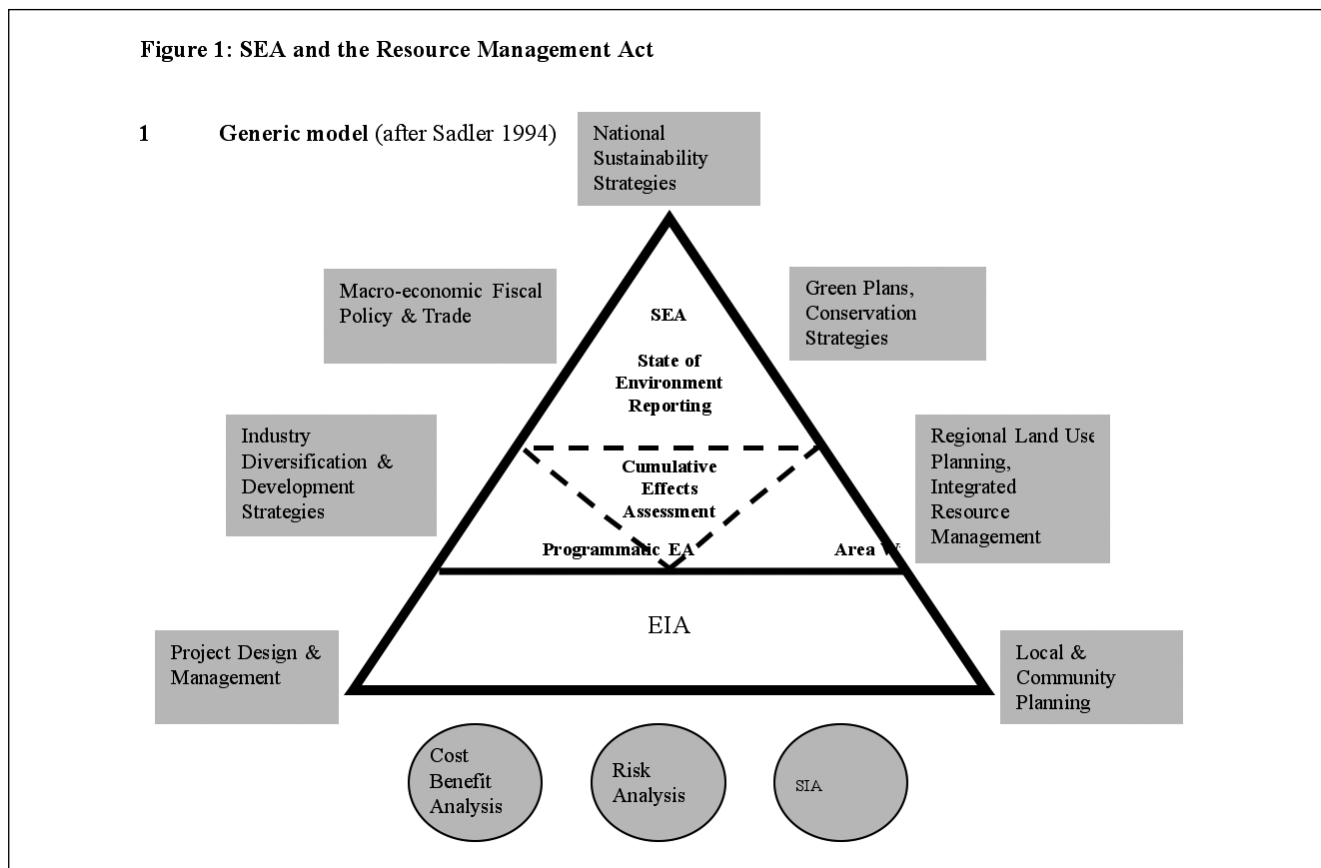 Figure 1: SEA and the Resource Management Act
1 Generic model (after Sadler 1994)
National
Sustainability
Strategies
Macro-economic Fiscal
Policy & Trade
Green Plans,
Conservation
Strategies
SEA
State of
Environment
Reporting
Industry
Diversification &
Development
Strategies
Regional Land Use
Planning,
Integrated
Resource
Management
Cumulative
Effects
Assessment
Programmatic EA
Area
EIA
Project Design &
Management
Local &
Community
Planning
Cost
Benefit
Analysis
Risk
Analysis
SIA